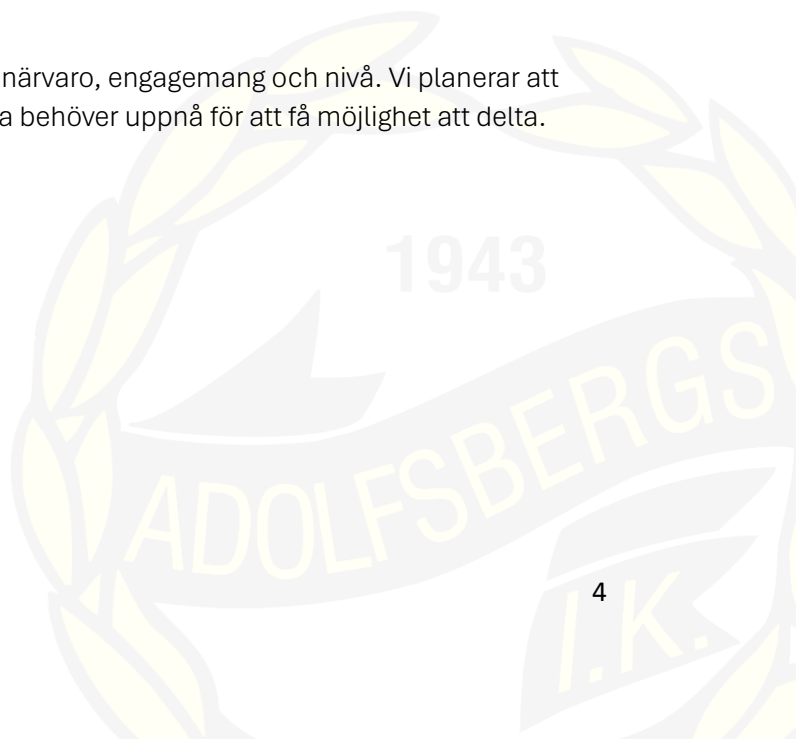 närvaro, engagemang och nivå. Vi planerar att
a behöver uppnå för att få möjlighet att delta.
1943
ADOLFSBERGS
I.K.
4